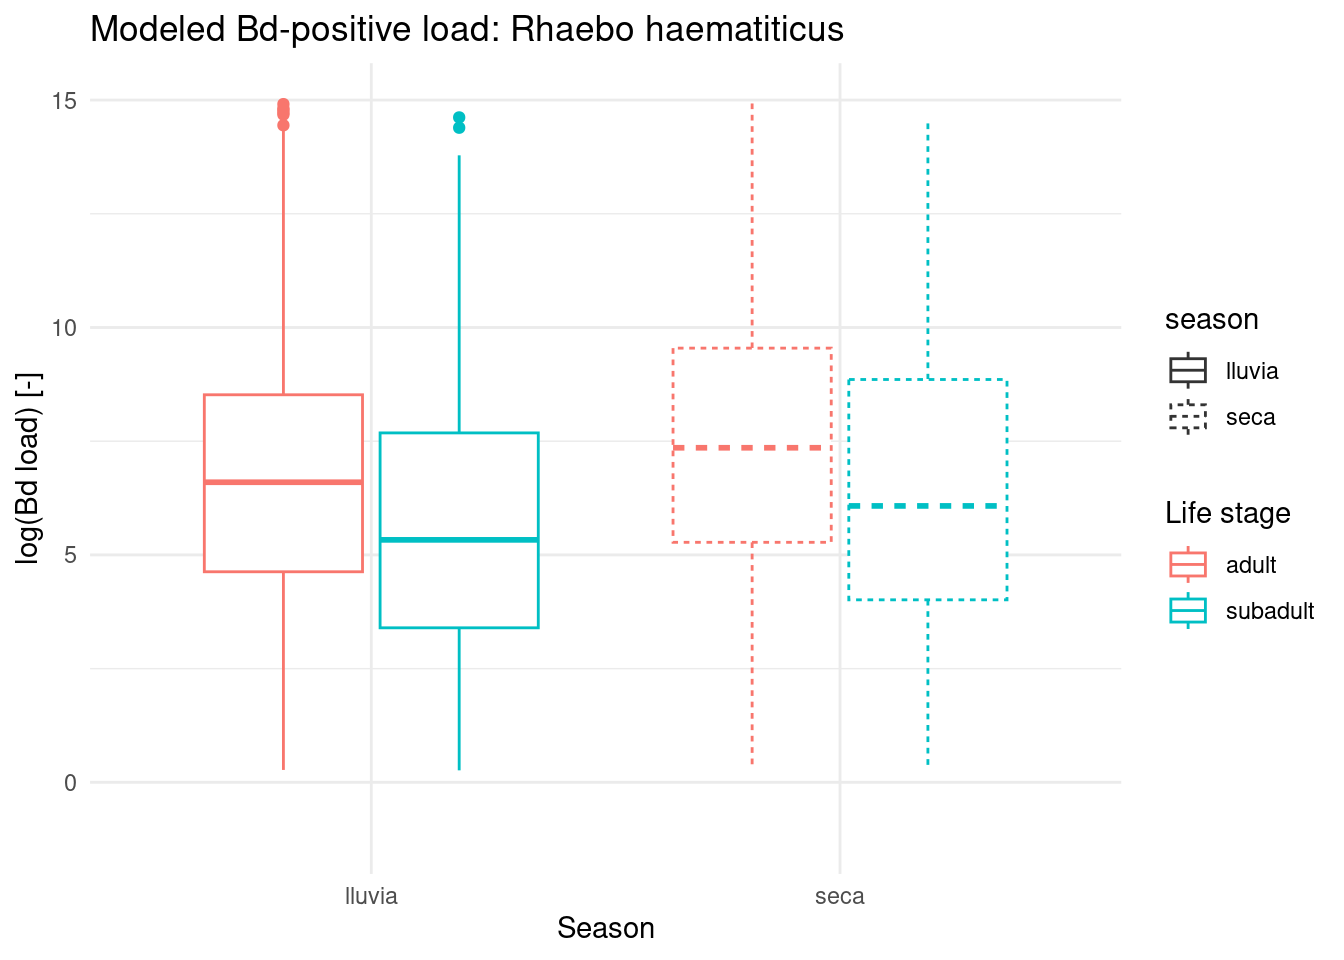 Modeled Bd-positive load: Rhaebo haematiticus
15
10
5
0
log(Bd load) [-]
lluvia
seca
Season
season
lluvia
seca
Life stage
adult
subadult